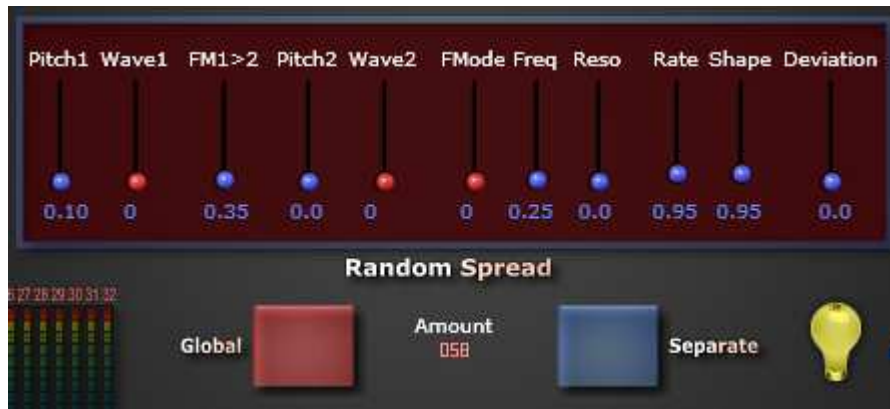 Pitch1 Wave1 FM1>2 Pitch2 Wave2 FMode Freq Reso Rate Shape Deviation
0.10 0 0.35 0.0 0 0 0.25 0.0 0.95 0.95 0.0
Random Spread
27 28 29 30 31 32
Global Amount Separate
058